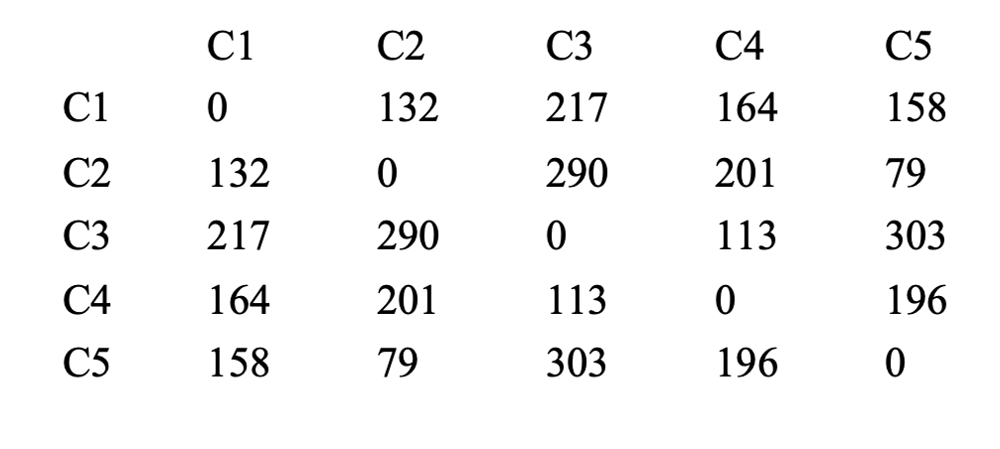 C1 C2 C3 C4 C5
C1 0 132 217 164 158
C2 132 0 290 201 79
C3 217 290 0 113 303
C4 164 201 113 0 196
C5 158 79 303 196 0